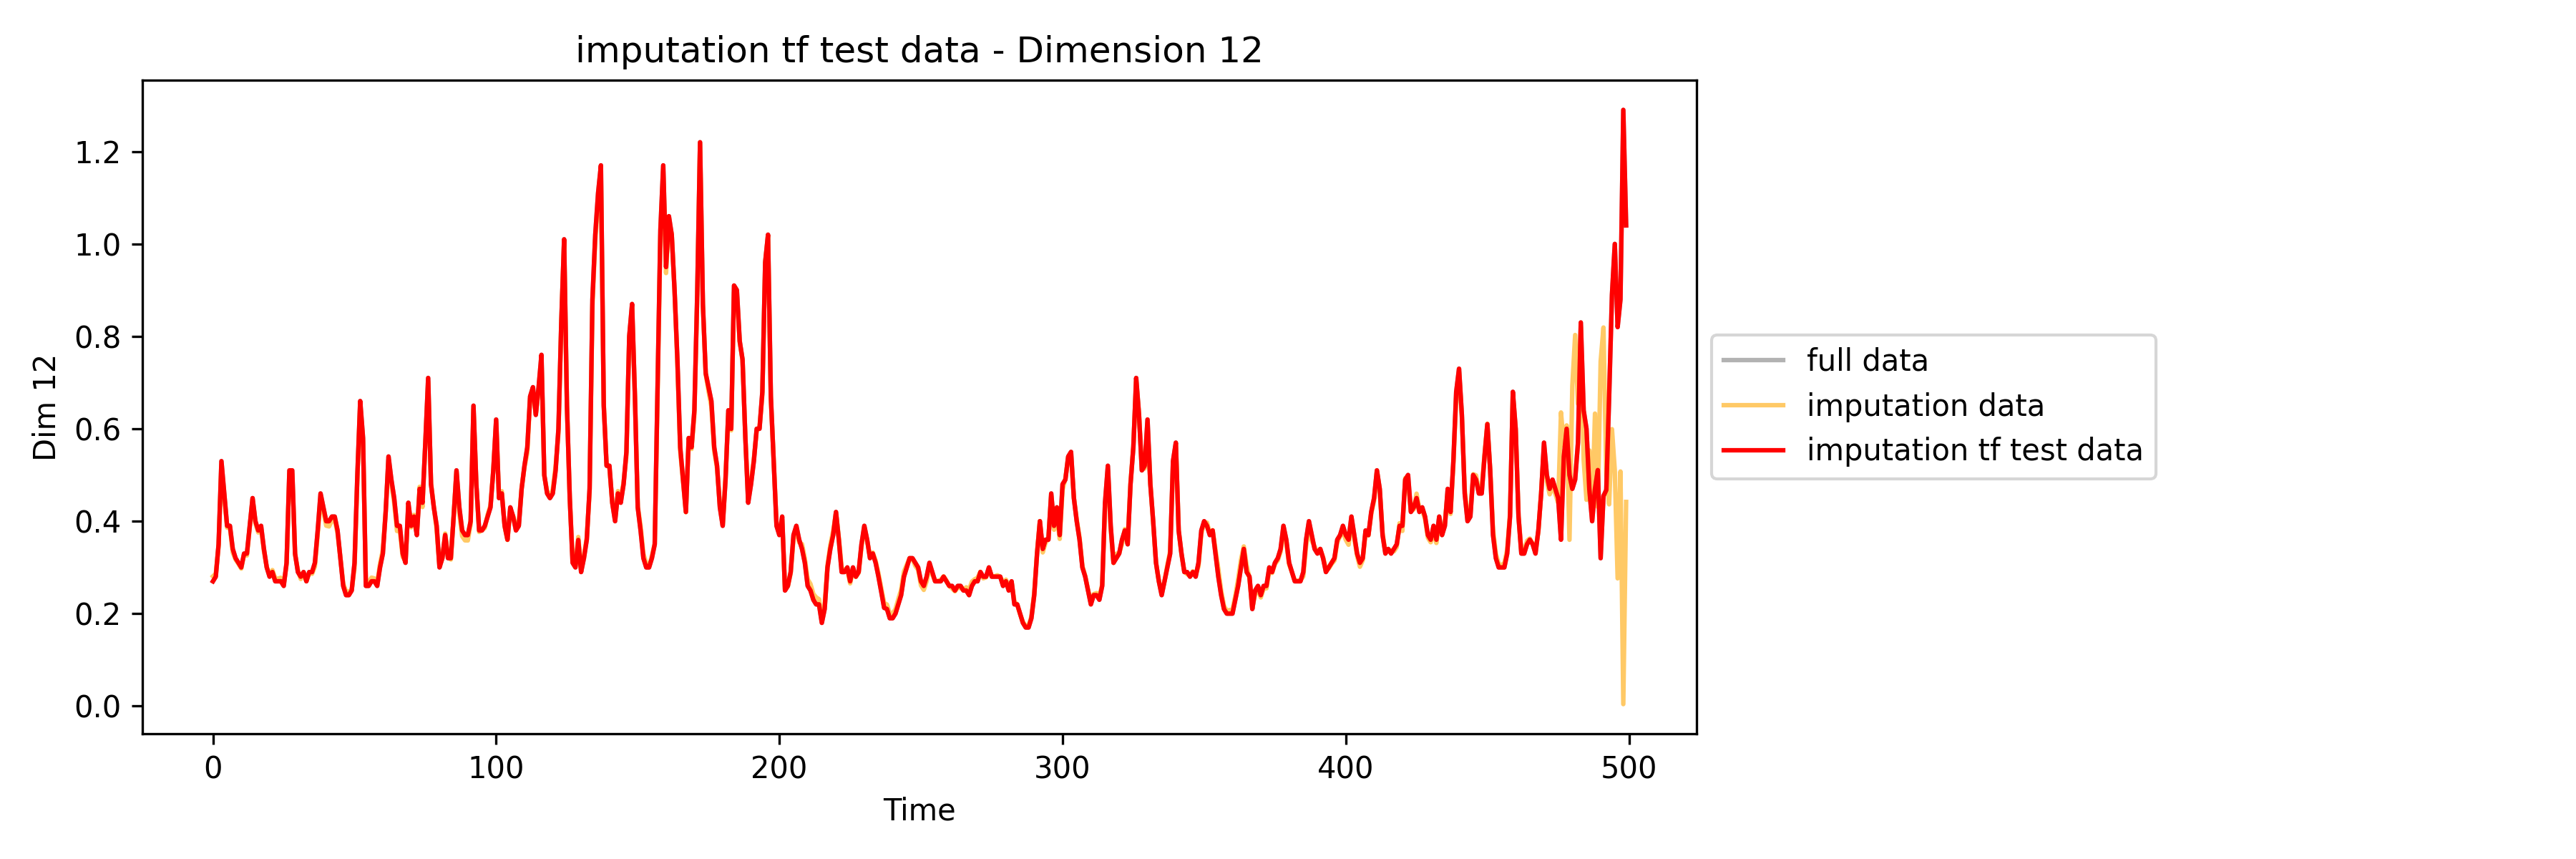 imputation tf test data - Dimension 12
Dim 12
1.2
1.0
0.8
0.6
0.4
0.2
0.0
0 100 200 300 400 500
Time
full data
imputation data
imputation tf test data